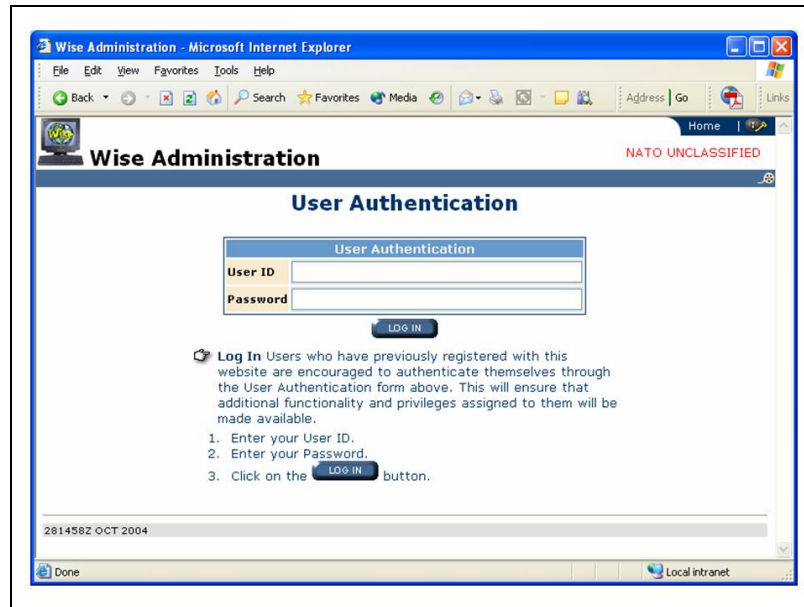 Wise Administration - Microsoft Internet Explorer
File Edit View Favorites Tools Help
Back Search Favorites Media Address Go Links
Home |
Wise Administration
NATO UNCLASSIFIED
User Authentication
User Authentication
User ID
Password
LOG IN
Log In Users who have previously registered with this
website are encouraged to authenticate themselves through
the User Authentication form above. This will ensure that
additional functionality and privileges assigned to them will be
made available.
1. Enter your User ID.
2. Enter your Password.
3. Click on the LOG IN button.
281458Z OCT 2004
Done Local intranet